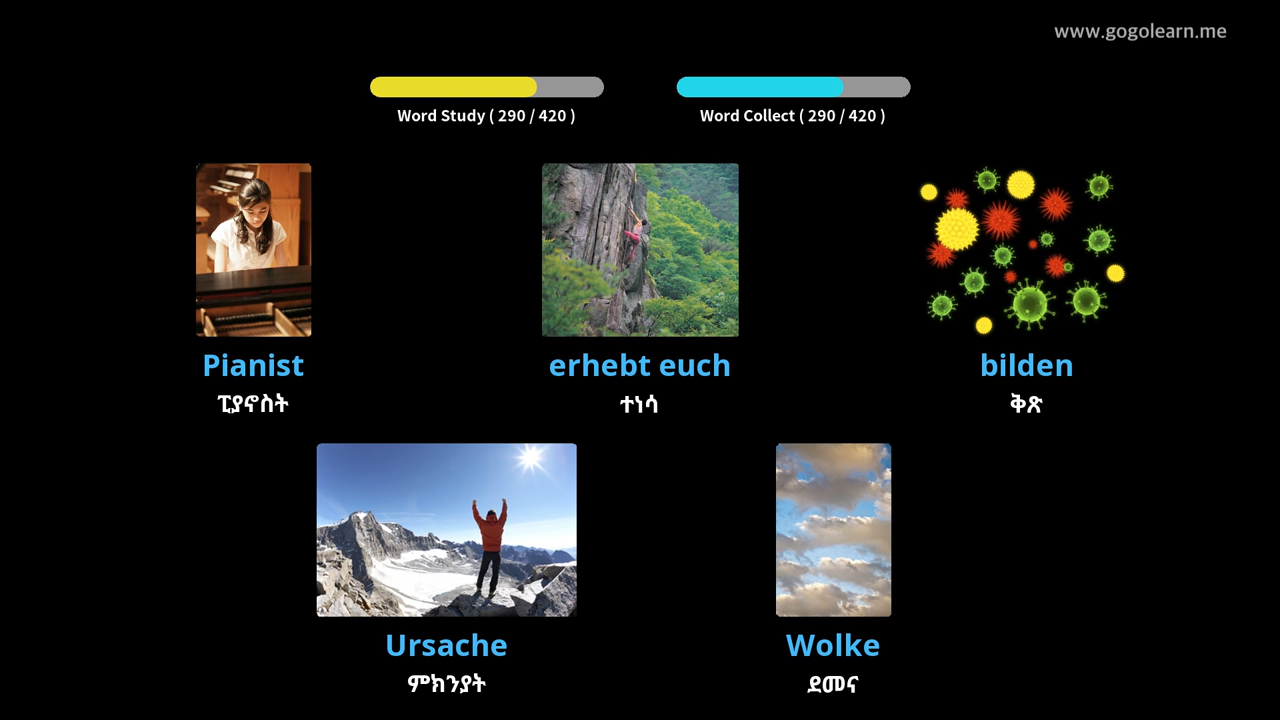 www.gogolearn.me
Word Study ( 290 / 420 )
Word Collect ( 290 / 420 )
Pianist
ፒያኖስት
erhebt euch
ተነሳ
bilden
ቅጽ
Ursache
ምክንያት
Wolke
ደመና